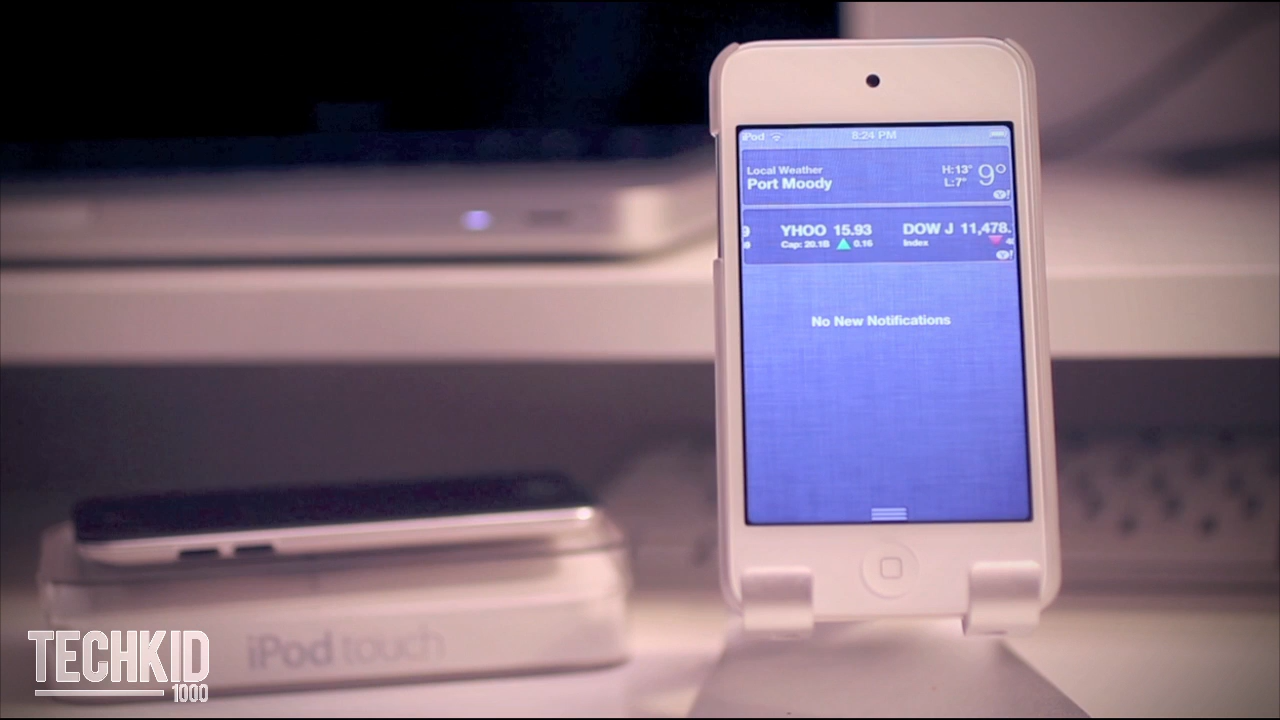 iPod 8:24 PM
Local Weather
Port Moody
H:13°
L:7°
9°
YHOO 15.93
Cap: 20.1B 0.16
DOW J 11,478.
Index
No New Notifications
iPod touch
TECHKID
1000